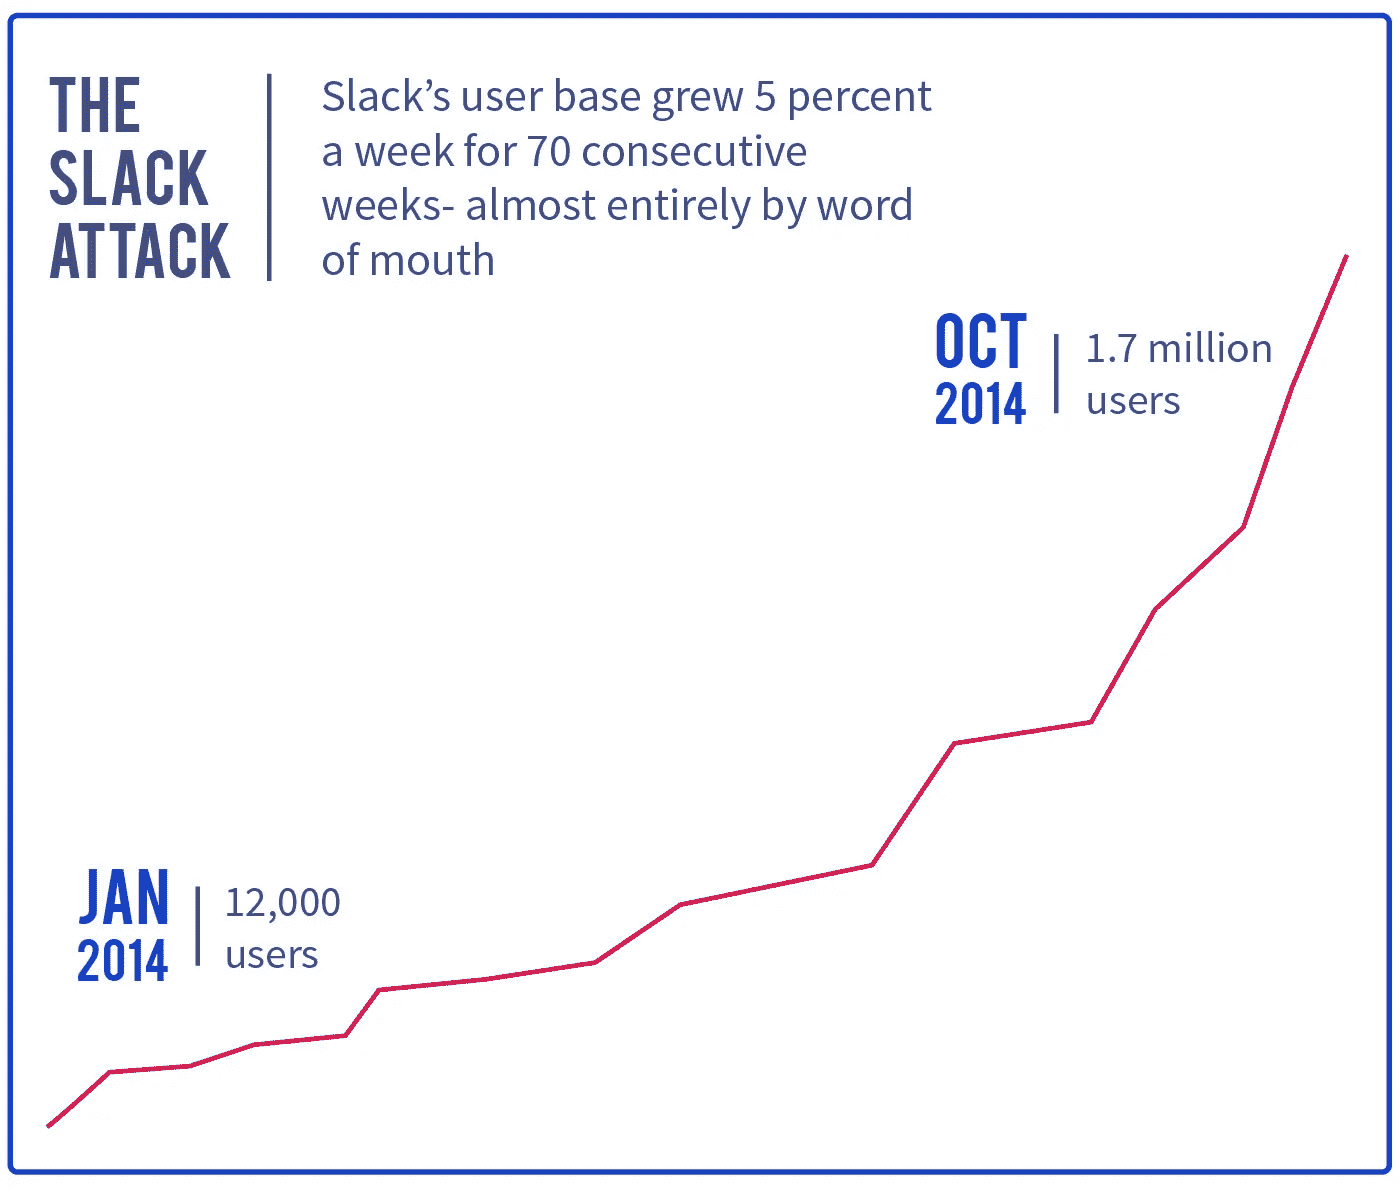 THE
SLACK
ATTACK
Slack’s user base grew 5 percent
a week for 70 consecutive
weeks- almost entirely by word
of mouth
OCT
2014
1.7 million
users
JAN
2014
12,000
users